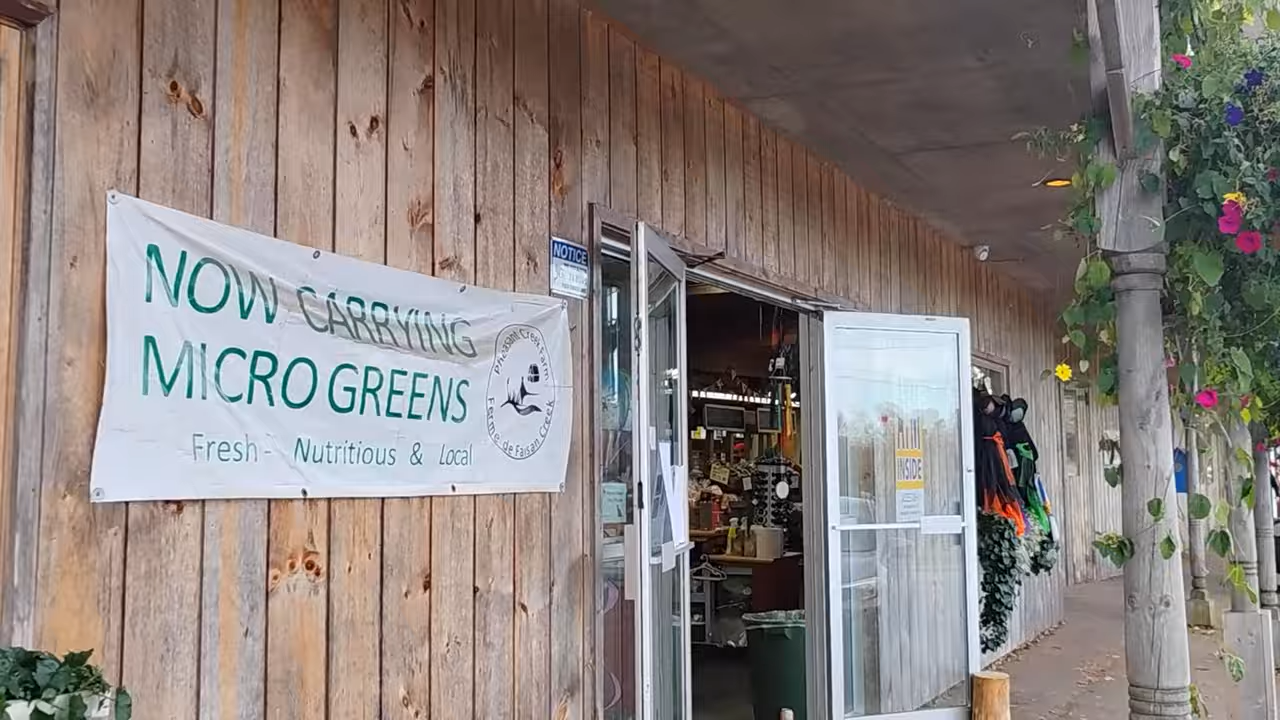 NOW CARRYING
MICRO GREENS
Fresh - Nutritious & Local
Pheasant Creek Farm
Ferme de Faisan Creek
NOTICE
INSIDE